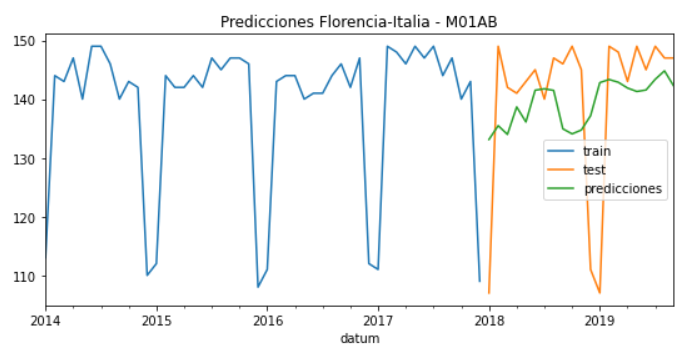 Predicciones Florencia-Italia - M01AB
150
140
130
120
110
train
test
predicciones
2014
2015
2016
2017
2018
2019
datum